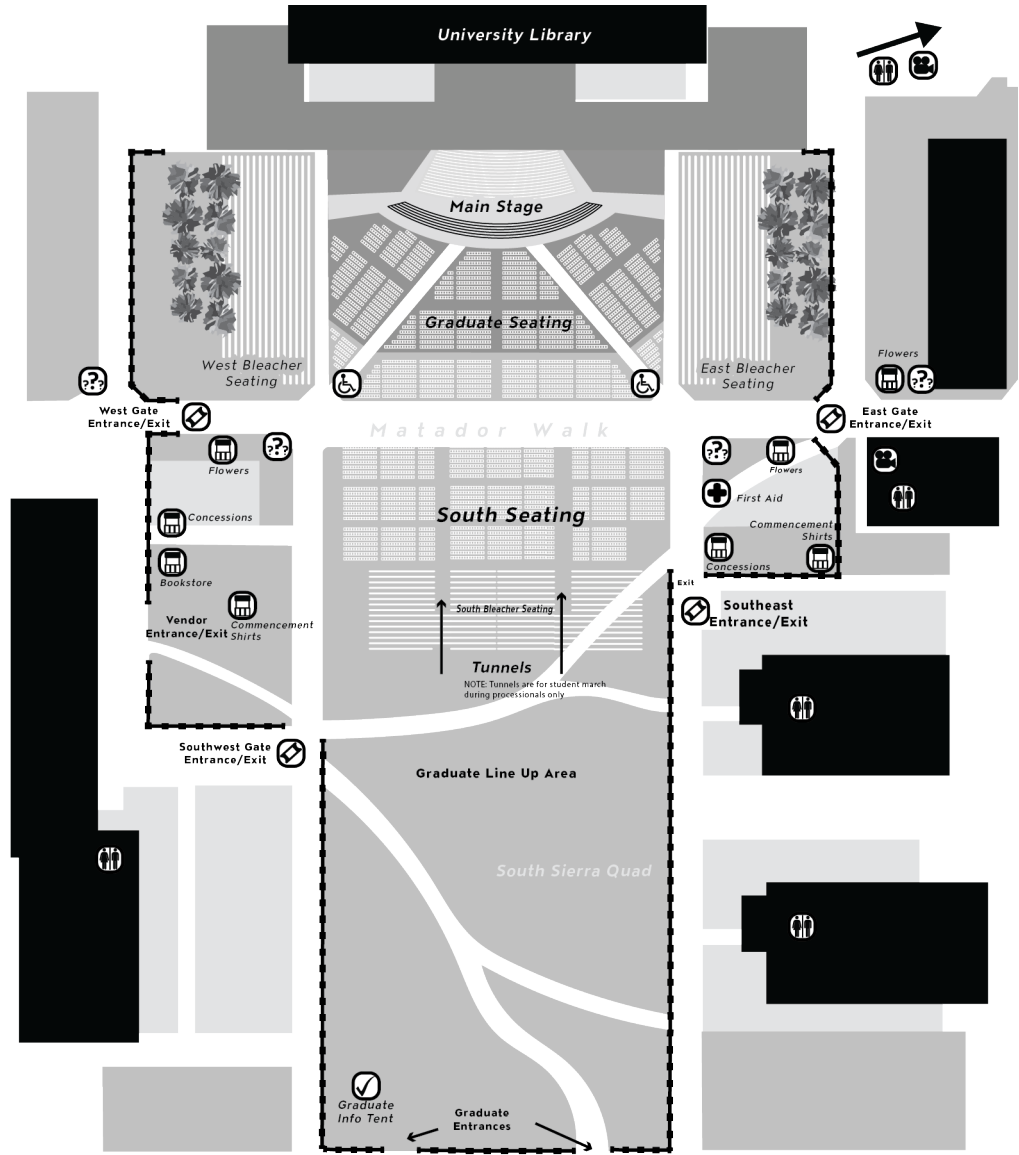 University Library
Main Stage
Graduate Seating
West Bleacher
Seating
East Bleacher
Seating
Flowers
???
???
West Gate
Entrance/Exit
East Gate
Entrance/Exit
Matador Walk
???
Flowers
???
Flowers
First Aid
Concessions
South Seating
Commencement
Shirts
Concessions
Bookstore
Exit
Commencement
Shirts
Vendor
Entrance/Exit
South Bleacher Seating
Southeast
Entrance/Exit
Tunnels
NOTE: Tunnels are for student march
during processionals only
Southwest Gate
Entrance/Exit
Graduate Line Up Area
South Sierra Quad
Graduate
Info Tent
Graduate
Entrances